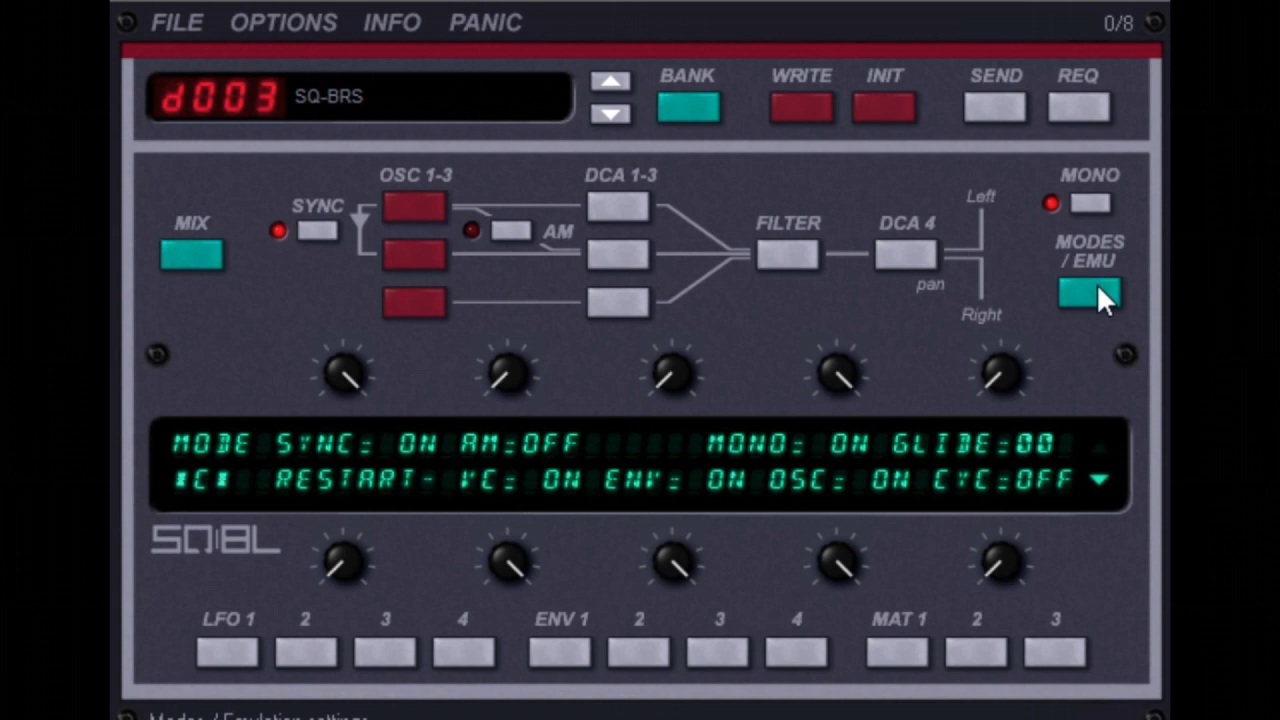 FILE OPTIONS INFO PANIC 0/8
BANK WRITE INIT SEND REQ
d003 SQ-BRS
OSC 1-3 DCA 1-3 MONO
SYNC Left
MIX AM FILTER DCA 4
MODES
/ EMU
pan
Right
MODE SYNC= ON AM=OFF MONO= ON GLIDE=00
*C* RESTART- VC= ON ENV= ON OSC= ON CYC=OFF
SQ8L
LFO 1 2 3 4 ENV 1 2 3 4 MAT 1 2 3
Modes / Emulation settings